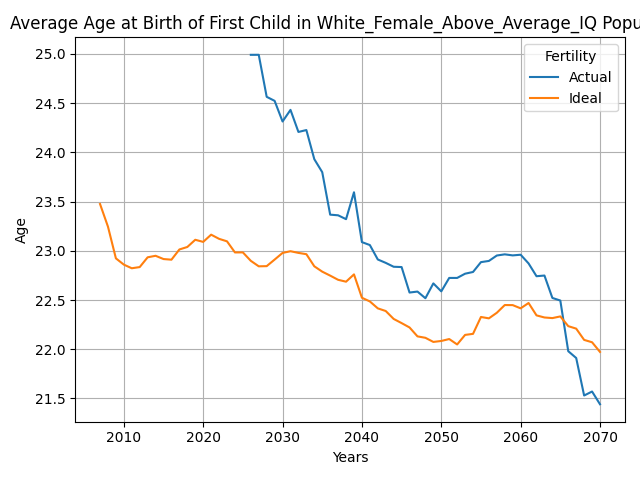 Average Age at Birth of First Child in White_Female_Above_Average_IQ Popu
Fertility
Actual
Ideal
25.0
24.5
24.0
23.5
23.0
22.5
22.0
21.5
Age
2010 2020 2030 2040 2050 2060 2070
Years